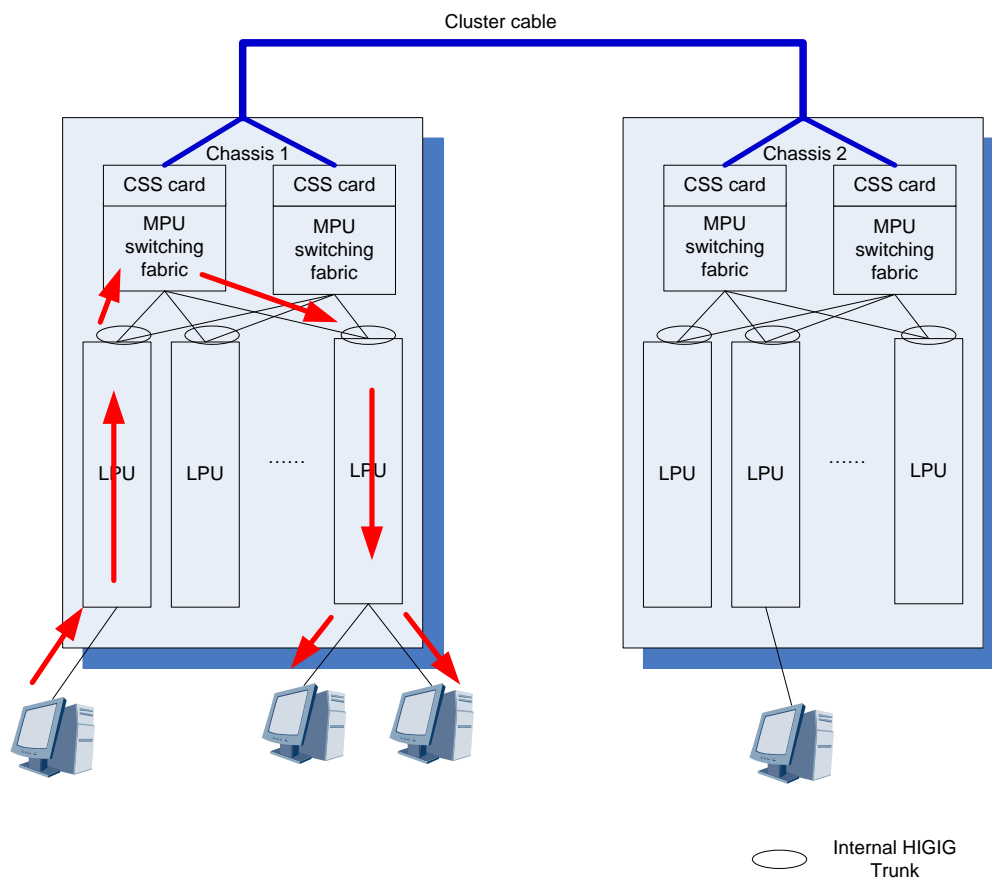 Cluster cable
Chassis 1
CSS card
CSS card
MPU
switching
fabric
MPU
switching
fabric
LPU
LPU
……
LPU
Chassis 2
CSS card
CSS card
MPU
switching
fabric
MPU
switching
fabric
LPU
LPU
……
LPU
Internal HIGIG
Trunk